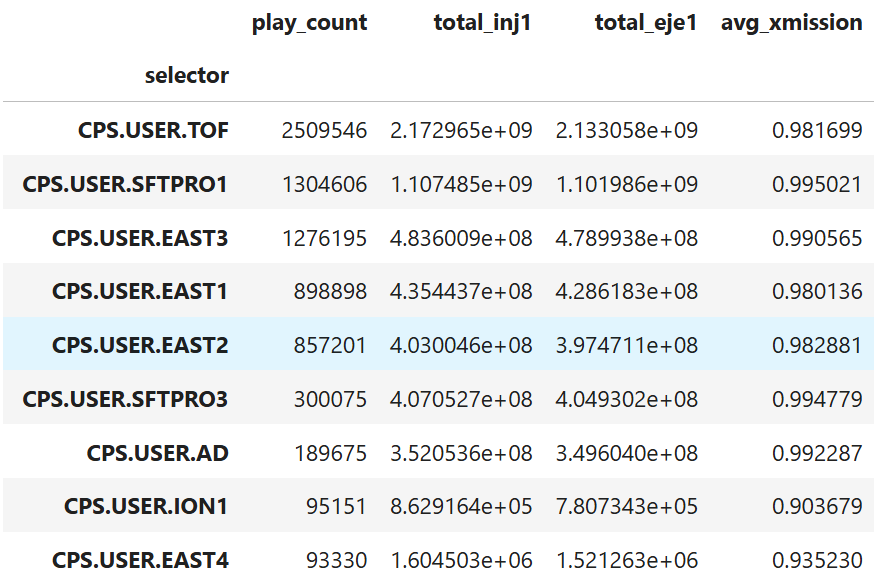 play_count total_inj1 total_eje1 avg_xmission
selector
CPS.USER.TOF 2509546 2.172965e+09 2.133058e+09 0.981699
CPS.USER.SFTPRO1 1304606 1.107485e+09 1.101986e+09 0.995021
CPS.USER.EAST3 1276195 4.836009e+08 4.789938e+08 0.990565
CPS.USER.EAST1 898898 4.354437e+08 4.286183e+08 0.980136
CPS.USER.EAST2 857201 4.030046e+08 3.974711e+08 0.982881
CPS.USER.SFTPRO3 300075 4.070527e+08 4.049302e+08 0.994779
CPS.USER.AD 189675 3.520536e+08 3.496040e+08 0.992287
CPS.USER.ION1 95151 8.629164e+05 7.807343e+05 0.903679
CPS.USER.EAST4 93330 1.604503e+06 1.521263e+06 0.935230